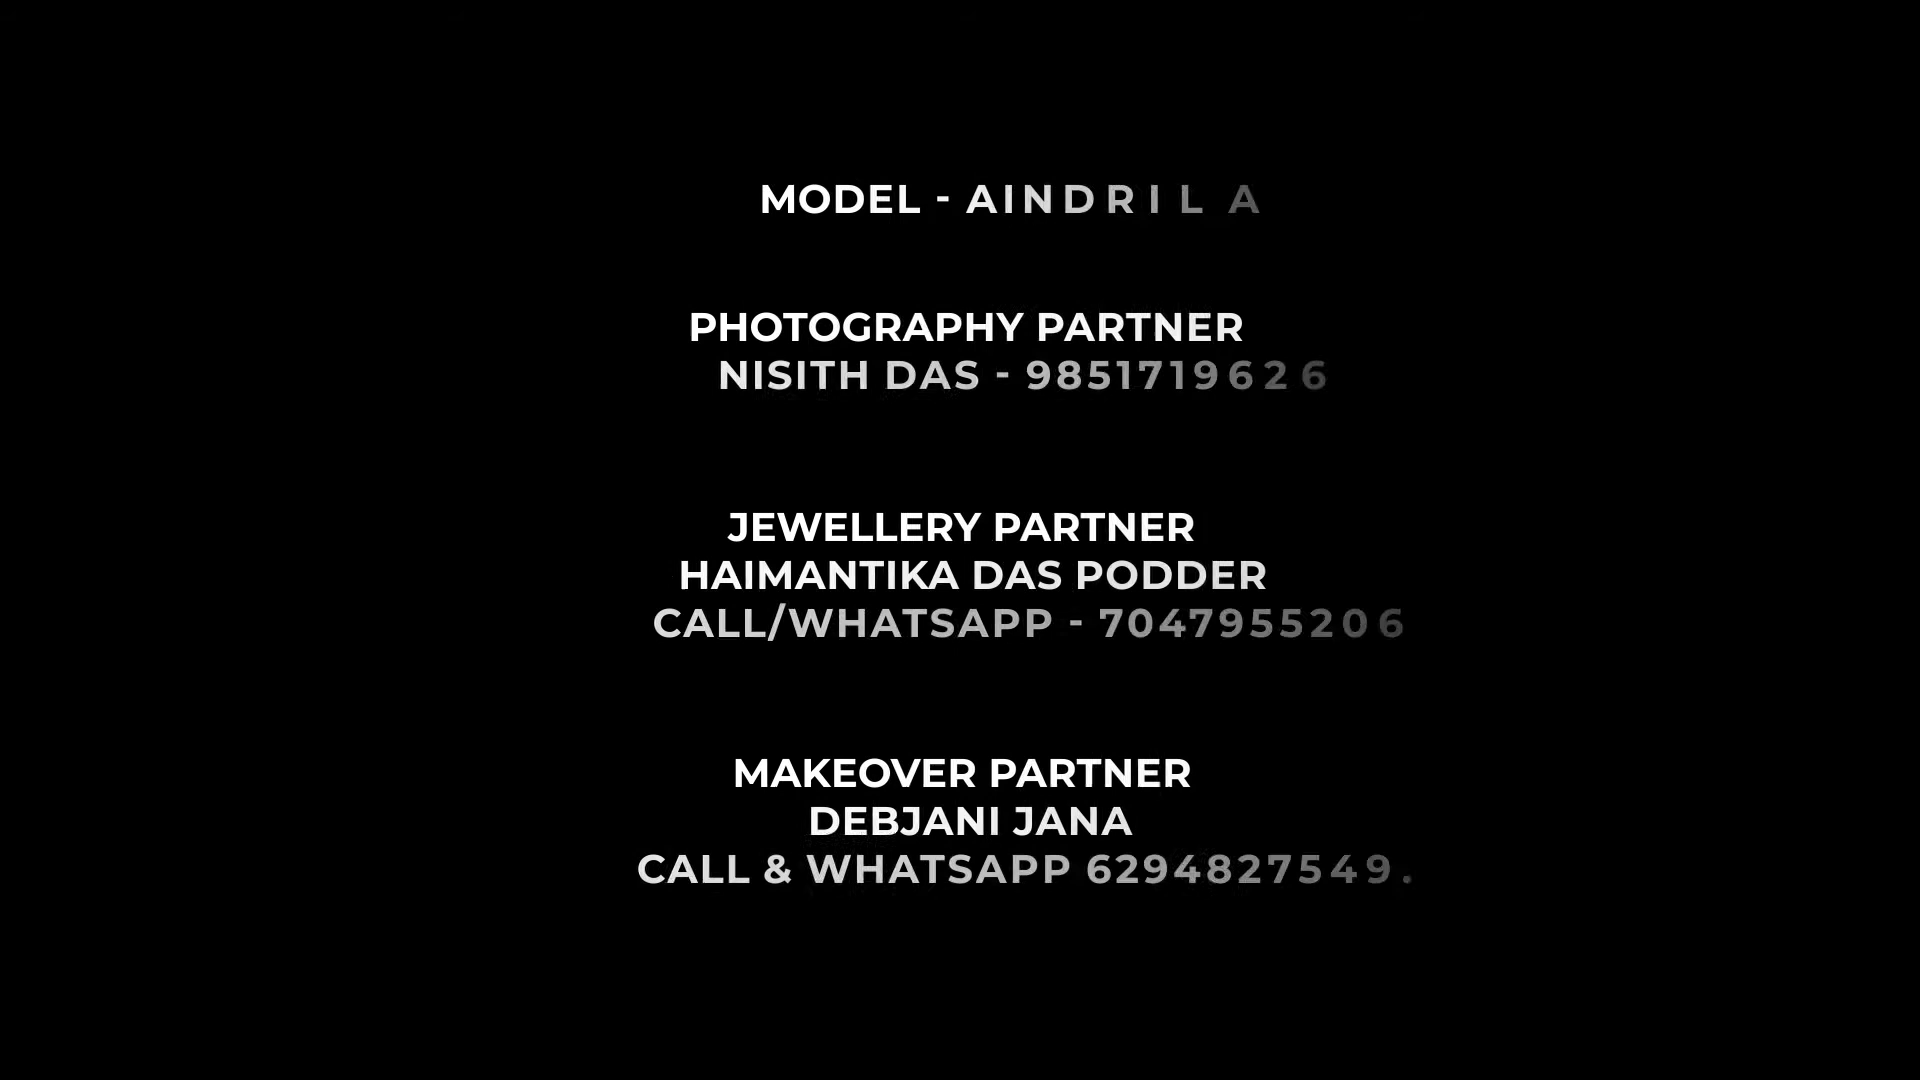 MODEL - AINDRILA
PHOTOGRAPHY PARTNER
NISITH DAS - 9851719626
JEWELLERY PARTNER
HAIMANTIKA DAS PODDER
CALL/WHATSAPP - 7047955206
MAKEOVER PARTNER
DEBJANI JANA
CALL & WHATSAPP 6294827549.